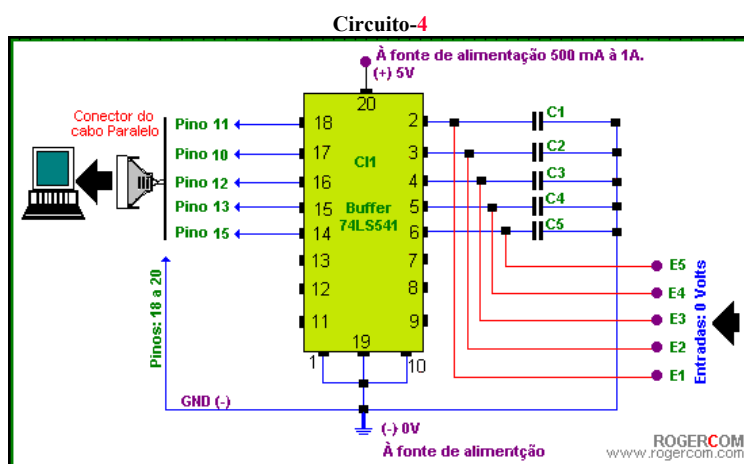 Circuito-4
À fonte de alimentação 500 mA à 1A.
(+) 5V
Conector do
cabo Paralelo
20
Pino 11
18
2
C1
Pino 10
17
3
C2
CI1
Pino 12
16
4
C3
Pino 13
15
Buffer
5
C4
74LS541
Pino 15
14
6
C5
13
7
E5
12
8
E4
11
9
E3
19
E2
1
10
E1
Pinos: 18 a 20
Entradas: 0 Volts
GND (-)
(-) 0V
À fonte de alimentção
ROGERCOM
www.rogercom.com